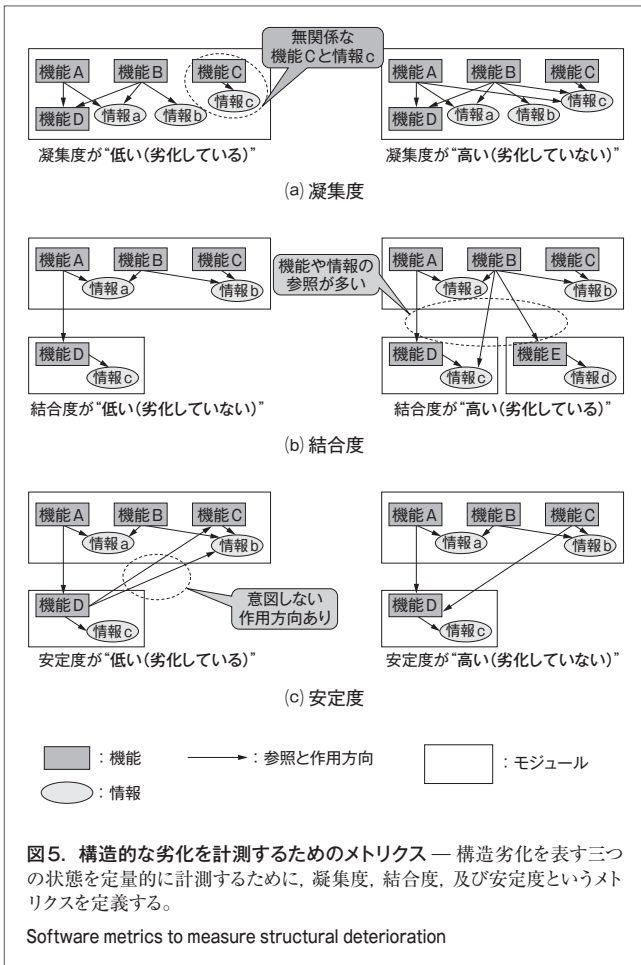 無関係な
機能Cと情報c
機能A 機能B 機能C
機能D 情報a 情報b 情報c
凝集度が“低い(劣化している)”
機能A 機能B 機能C
機能D 情報a 情報b 情報c
凝集度が“高い(劣化していない)”
(a) 凝集度
機能A 機能B 機能C
情報a 情報b
機能D
情報c
結合度が“低い(劣化していない)”
機能や情報の
参照が多い
機能A 機能B 機能C
情報a 情報b
機能D 機能E
情報c 情報d
結合度が“高い(劣化している)”
(b) 結合度
機能A 機能B 機能C
情報a 情報b
機能D
情報c
意図しない
作用方向あり
安定度が“低い(劣化している)”
機能A 機能B 機能C
情報a 情報b
機能D
情報c
安定度が“高い(劣化していない)”
(c) 安定度
:機能 :参照と作用方向 :モジュール
:情報
図5. 構造的な劣化を計測するためのメトリクス — 構造劣化を表す三つ
の状態を定量的に計測するために,凝集度,結合度,及び安定度というメト
リクスを定義する。
Software metrics to measure structural deterioration